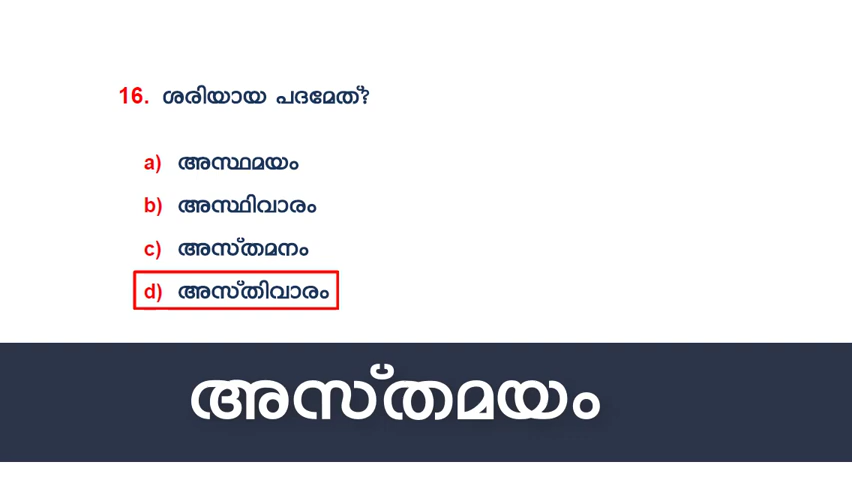 16. ശരിയായ പദമേത്?
a) അസ്ഥമയം
b) അസ്ഥിവാരം
c) അസ്തമനം
d) അസ്തിവാരം
അസ്തമയം